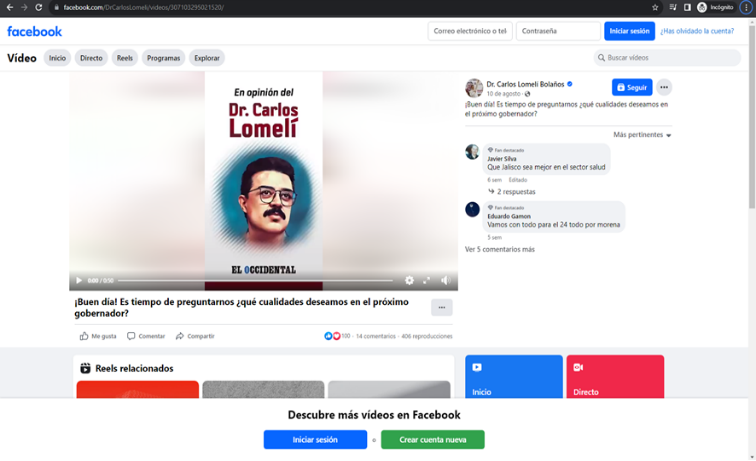 facebook.com/DrCarlosLomeli/videos/307103295021520/
Incógnito
facebook
Correo electrónico o tel
Contraseña
Iniciar sesión
¿Has olvidado la cuenta?
Vídeo
Inicio
Directo
Reels
Programas
Explorar
Buscar vídeos
En opinión del
Dr. Carlos
Lomelí
EL OCCIDENTAL
0:00 / 0:50
Dr. Carlos Lomelí Bolaños
10 de agosto ·
Seguir
¡Buen día! Es tiempo de preguntarnos ¿qué cualidades deseamos en
el próximo gobernador?
Más pertinentes
Fan destacado
Javier Silva
Que Jalisco sea mejor en el sector salud
6 sem Editado
2 respuestas
Fan destacado
Eduardo Gamon
Vamos con todo para el 24 todo por morena
5 sem
Ver 5 comentarios más
¡Buen día! Es tiempo de preguntarnos ¿qué cualidades deseamos en el próximo
gobernador?
Me gusta
Comentar
Compartir
100 · 14 comentarios · 406 reproducciones
Reels relacionados
Inicio
Directo
Descubre más vídeos en Facebook
Iniciar sesión
o
Crear cuenta nueva